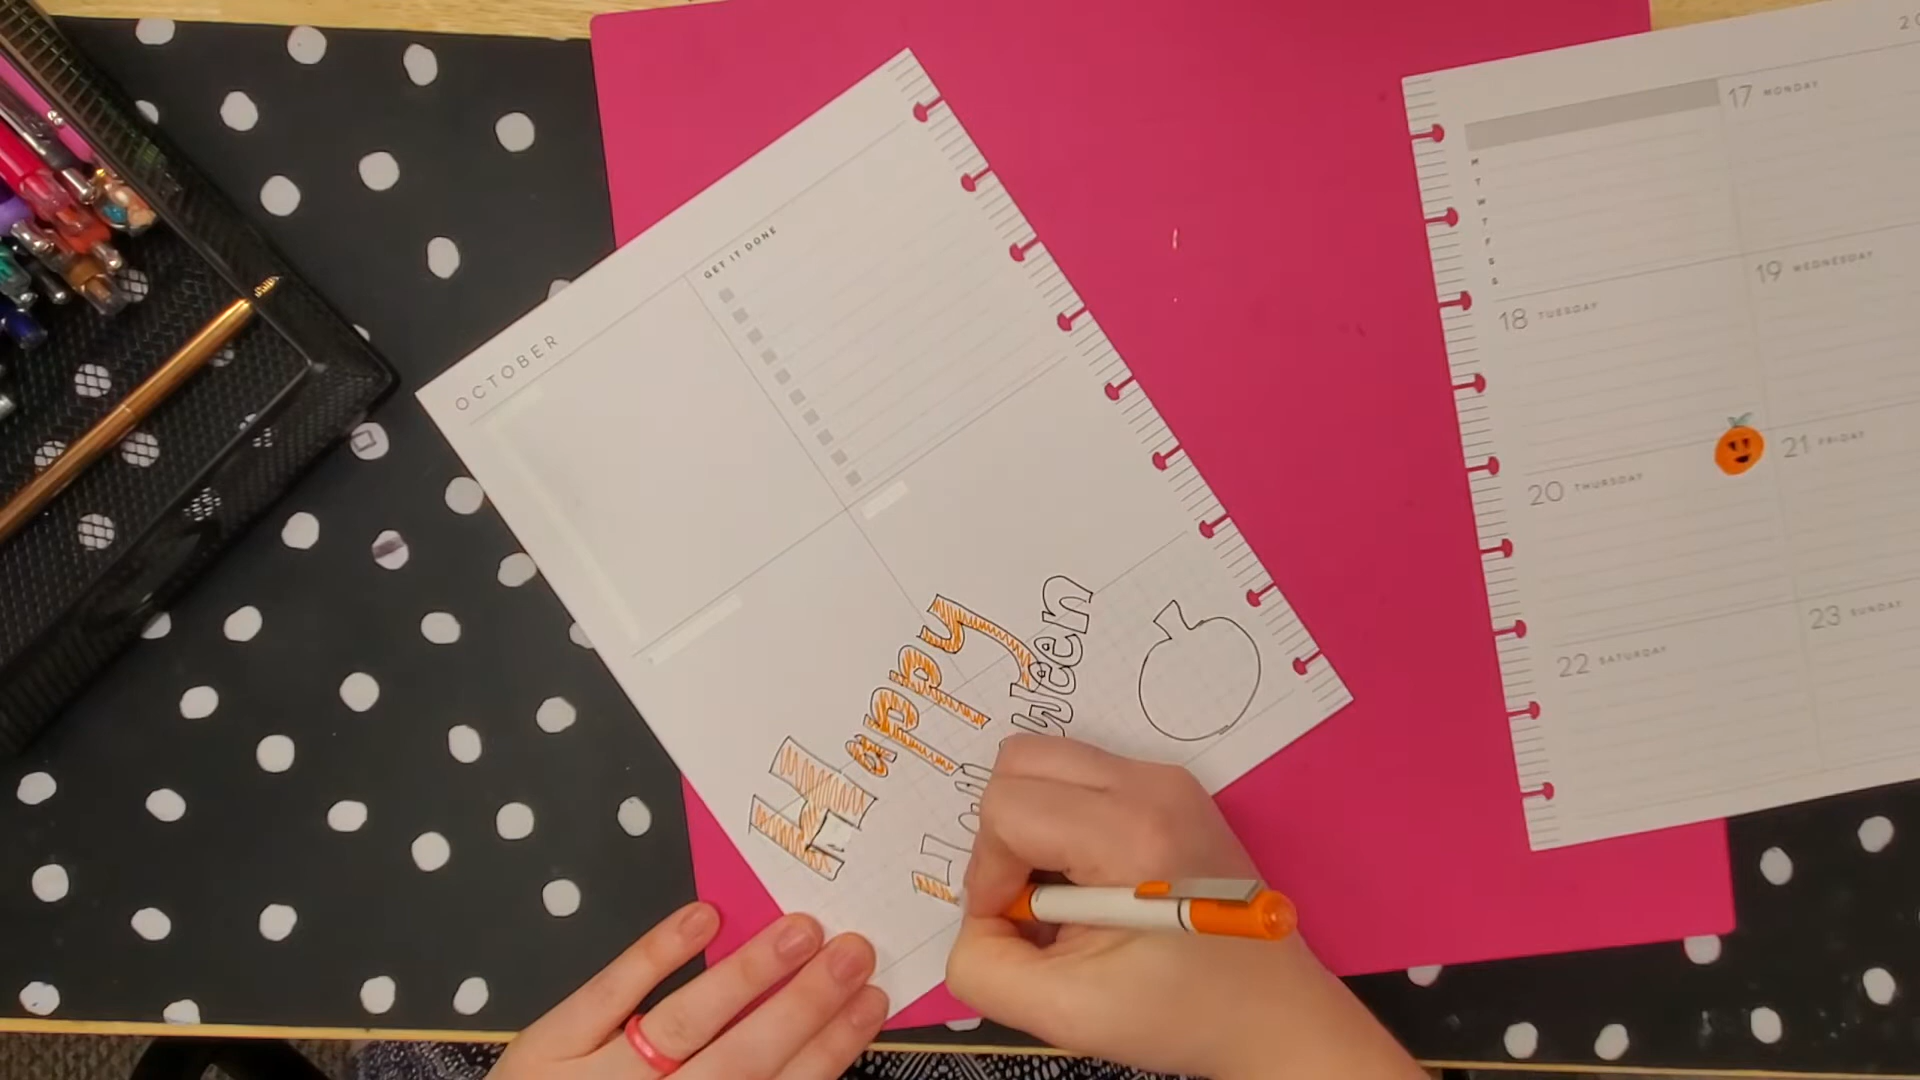 OCTOBER
GET IT DONE
Happy
Halloween
17 MONDAY
M
T
W
T
F
S
S
18 TUESDAY
19 WEDNESDAY
20 THURSDAY
21 FRIDAY
22 SATURDAY
23 SUNDAY